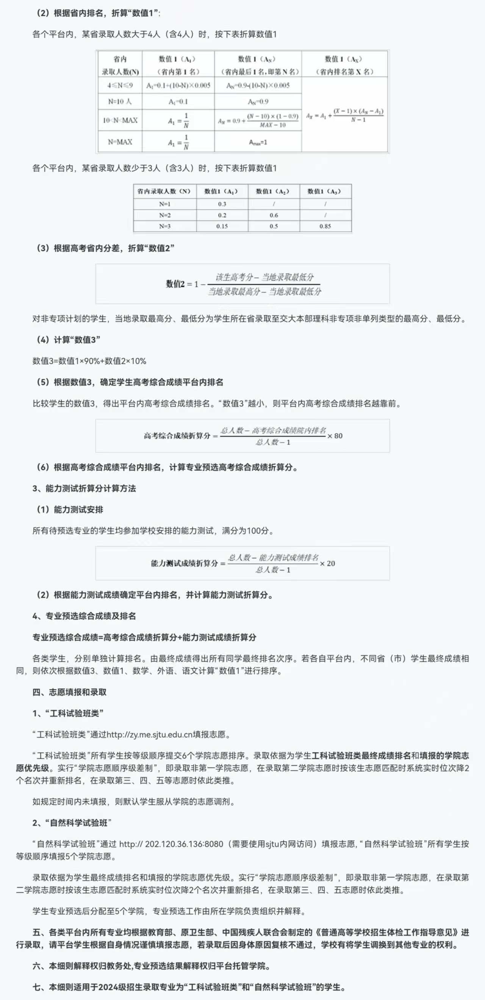 （2）根据省内排名，折算“数值1”:
各个平台内，某省录取人数大于4人（含4人）时，按下表折算数值1
省内
录取人数(N)
数值 1（A₁）
（省内第 1 名）
数值 1（Aɴ）
（省内最后 1 名,即第 N 名）
数值 1（Aₓ）
（省内排名第 X 名）
4≤N≤9
A₁=0.1+(10-N)×0.005
Aɴ=0.9-(10-N)×0.005
N=10 人
A₁=0.1
Aɴ=0.9
10<N<MAX
A₁ = 1/N
Aɴ = 0.9 + (N − 10) × (1 − 0.9)/MAX − 10
Aₓ = A₁ + (X − 1) × (Aɴ − A₁)/N − 1
N=MAX
A₁ = 1/N
Amax=1
各个平台内，某省录取人数少于3人（含3人）时，按下表折算数值1
省内录取人数（N） 数值1（A₁） 数值1（A₂） 数值1（A₃）
N=1 0.3 / /
N=2 0.2 0.6 /
N=3 0.15 0.5 0.85
（3）根据高考省内分差，折算“数值2”
数值2 = 1 − 该生高考分 − 当地录取最低分/当地录取最高分 − 当地录取最低分
对非专项计划的学生，当地录取最高分、最低分为学生所在省录取至交大本部理科非专项非单列类型的最高分、最低分。
（4）计算“数值3”
数值3=数值1×90%+数值2×10%
（5）根据数值3，确定学生高考综合成绩平台内排名
比较学生的数值3，得出平台内高考综合成绩排名。“数值3”越小，则平台内高考综合成绩排名越靠前。
高考综合成绩折算分 = 总人数 − 高考综合成绩院内排名/总人数 − 1 × 80
（6）根据高考综合成绩平台内排名，计算专业预选高考综合成绩折算分。
3、能力测试折算分计算方法
（1）能力测试安排
所有待预选专业的学生均参加学校安排的能力测试，满分为100分。
能力测试成绩折算分 = 总人数 − 能力测试成绩排名/总人数 − 1 × 20
（2）根据能力测试成绩确定平台内排名，并计算能力测试折算分。
4、专业预选综合成绩及排名
专业预选综合成绩=高考综合成绩折算分+能力测试成绩折算分
各类学生，分别单独计算排名。由最终成绩得出所有同学最终排名次序。若各自平台内，不同省（市）学生最终成绩相
同，则依次根据数值3、数值1、数学、外语、语文计算“数值1”进行排序。
四、志愿填报和录取
1、“工科试验班类”
“工科试验班类”通过http://zy.me.sjtu.edu.cn填报志愿。
“工科试验班类”所有学生按等级顺序提交6个学院志愿排序。录取依据为学生工科试验班类最终成绩排名和填报的学院志
愿优先级。实行“学院志愿顺序级差制”，即录取非第一学院志愿，在录取第二学院志愿时按该生志愿匹配时系统实时位次降2
个名次并重新排名，在录取第三、四、五等志愿时依此类推。
如规定时间内未填报，则默认学生服从学院的志愿调剂。
2、“自然科学试验班”
“自然科学试验班”通过 http:// 202.120.36.136:8080（需要使用sjtu内网访问）填报志愿,“自然科学试验班”所有学生按
等级顺序填报5个学院志愿。
录取依据为学生最终成绩排名和填报的学院志愿优先级。实行“学院志愿顺序级差制”，即录取非第一学院志愿，在录取第
二学院志愿时按该生志愿匹配时系统实时位次降2个名次并重新排名，在录取第三、四、五志愿时依此类推。
学生专业预选后分配至5个学院，专业预选工作由所在学院负责组织并解释。
五、各类平台内所有专业均根据教育部、原卫生部、中国残疾人联合会制定的《普通高等学校招生体检工作指导意见》进
行录取，请平台学生根据自身情况谨慎填报志愿，若录取后因身体原因复核不通过，学校有将学生调换到其他专业的权利。
六、本细则解释权归教务处,专业预选结果解释权归平台托管学院。
七、本细则适用于2024级招生录取专业为“工科试验班类”和“自然科学试验班”的学生。